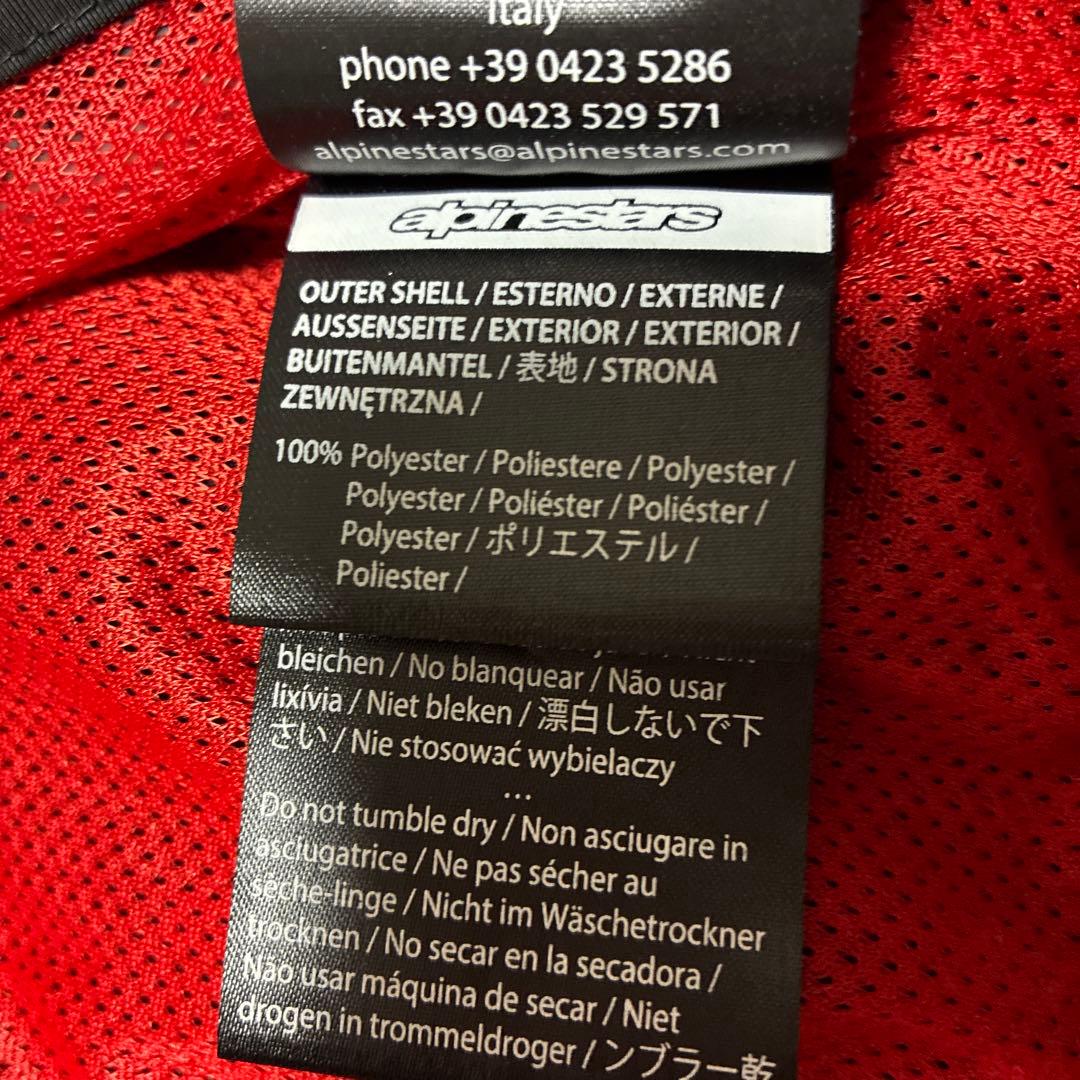 Italy
phone +39 0423 5286
fax +39 0423 529 571
alpinestars@alpinestars.com
alpinestars
OUTER SHELL / ESTERNO / EXTERNE /
AUSSENSEITE / EXTERIOR / EXTERIOR /
BUITENMANTEL / 表地 / STRONA
ZEWNĘTRZNA /
100% Polyester / Poliestere / Polyester /
Polyester / Poliéster / Poliéster /
Polyester / ポリエステル /
Poliester /
bleichen / No blanquear / Não usar
lixívia / Niet bleken / 漂白しないで下
さい / Nie stosować wybielaczy
...
Do not tumble dry / Non asciugare in
asciugatrice / Ne pas sécher au
séche-linge / Nicht im Wäschetrockner
trocknen / No secar en la secadora /
Não usar máquina de secar / Niet
drogen in trommeldroger / ンブラー乾